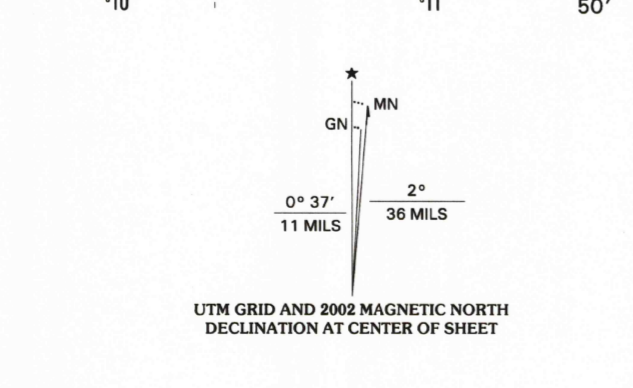 °10 °11 50′
★
MN
GN
0° 37′
11 MILS
2°
36 MILS
UTM GRID AND 2002 MAGNETIC NORTH
DECLINATION AT CENTER OF SHEET